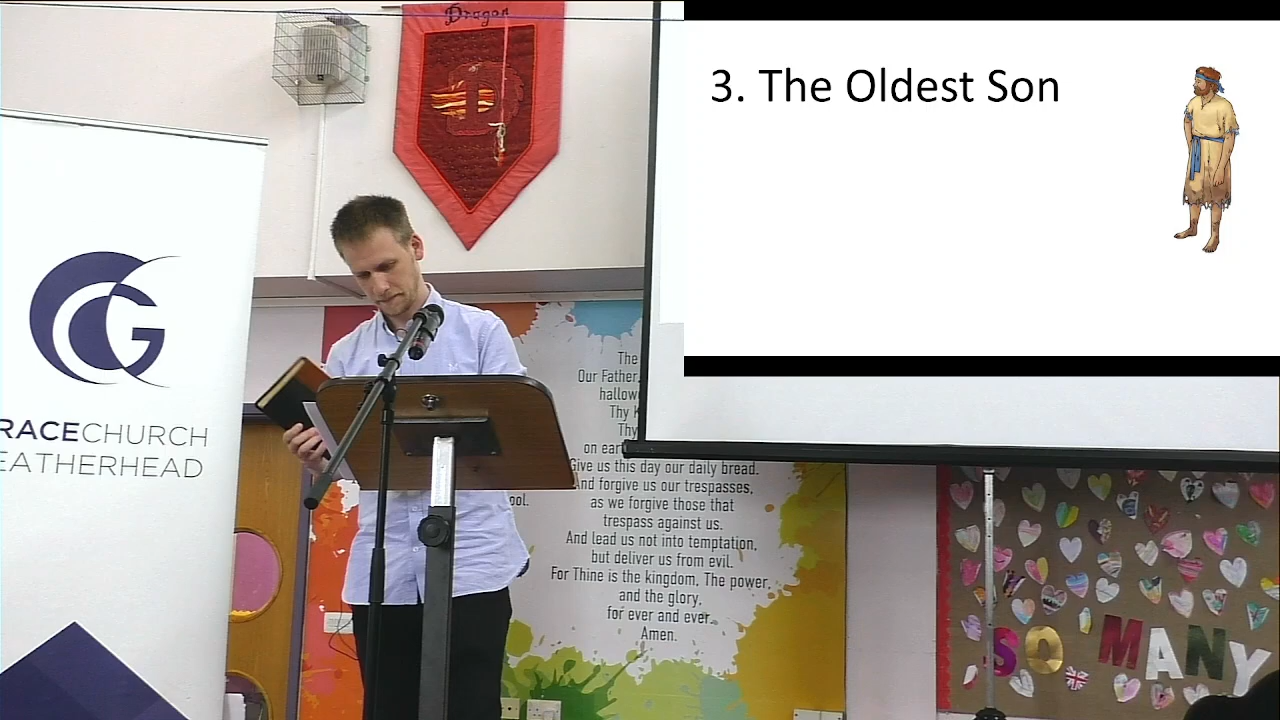 Dragon
3. The Oldest Son
G
RACECHURCH
EATHERHEAD
The
Our Father,
hallow
Thy
Thy
on ear
Give us this day our daily bread.
And forgive us our trespasses,
as we forgive those that
trespass against us.
And lead us not into temptation,
but deliver us from evil.
For Thine is the kingdom, The power,
and the glory,
for ever and ever.
Amen.
ool.
SO MANY